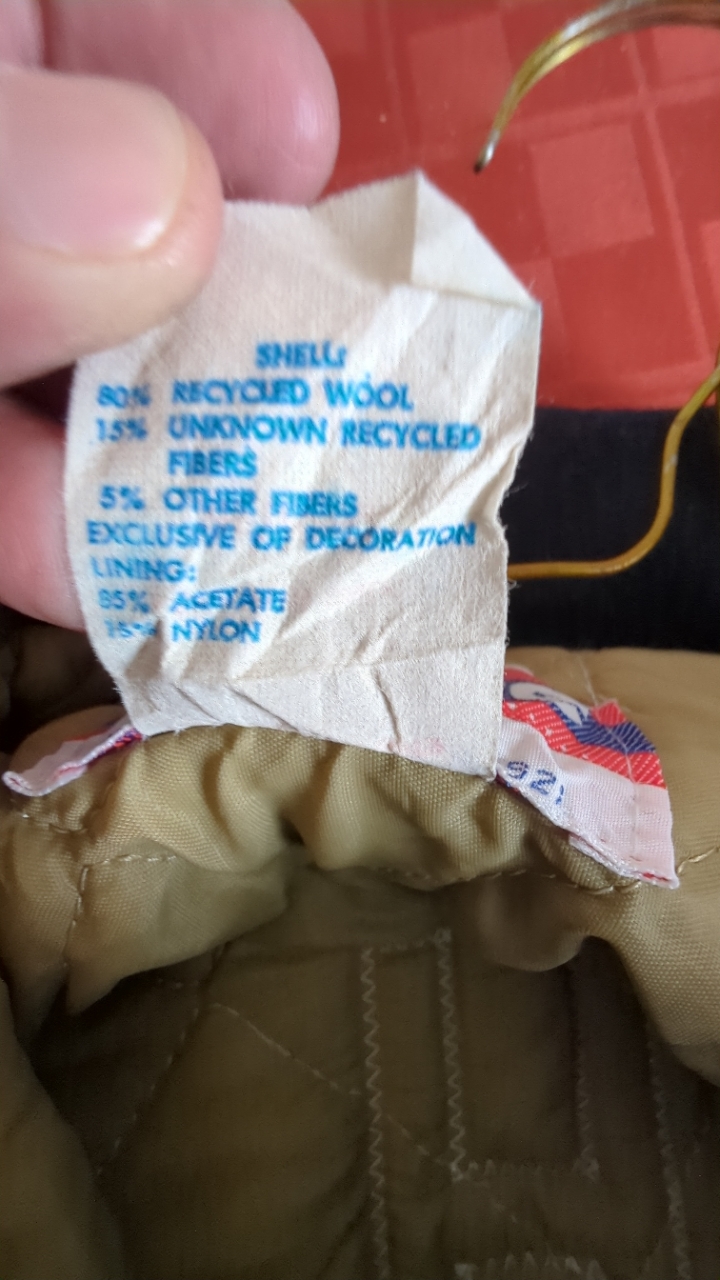 SHELL:
80% RECYCLED WOOL
15% UNKNOWN RECYCLED
FIBERS
5% OTHER FIBERS
EXCLUSIVE OF DECORATION
LINING:
85% ACETATE
15% NYLON